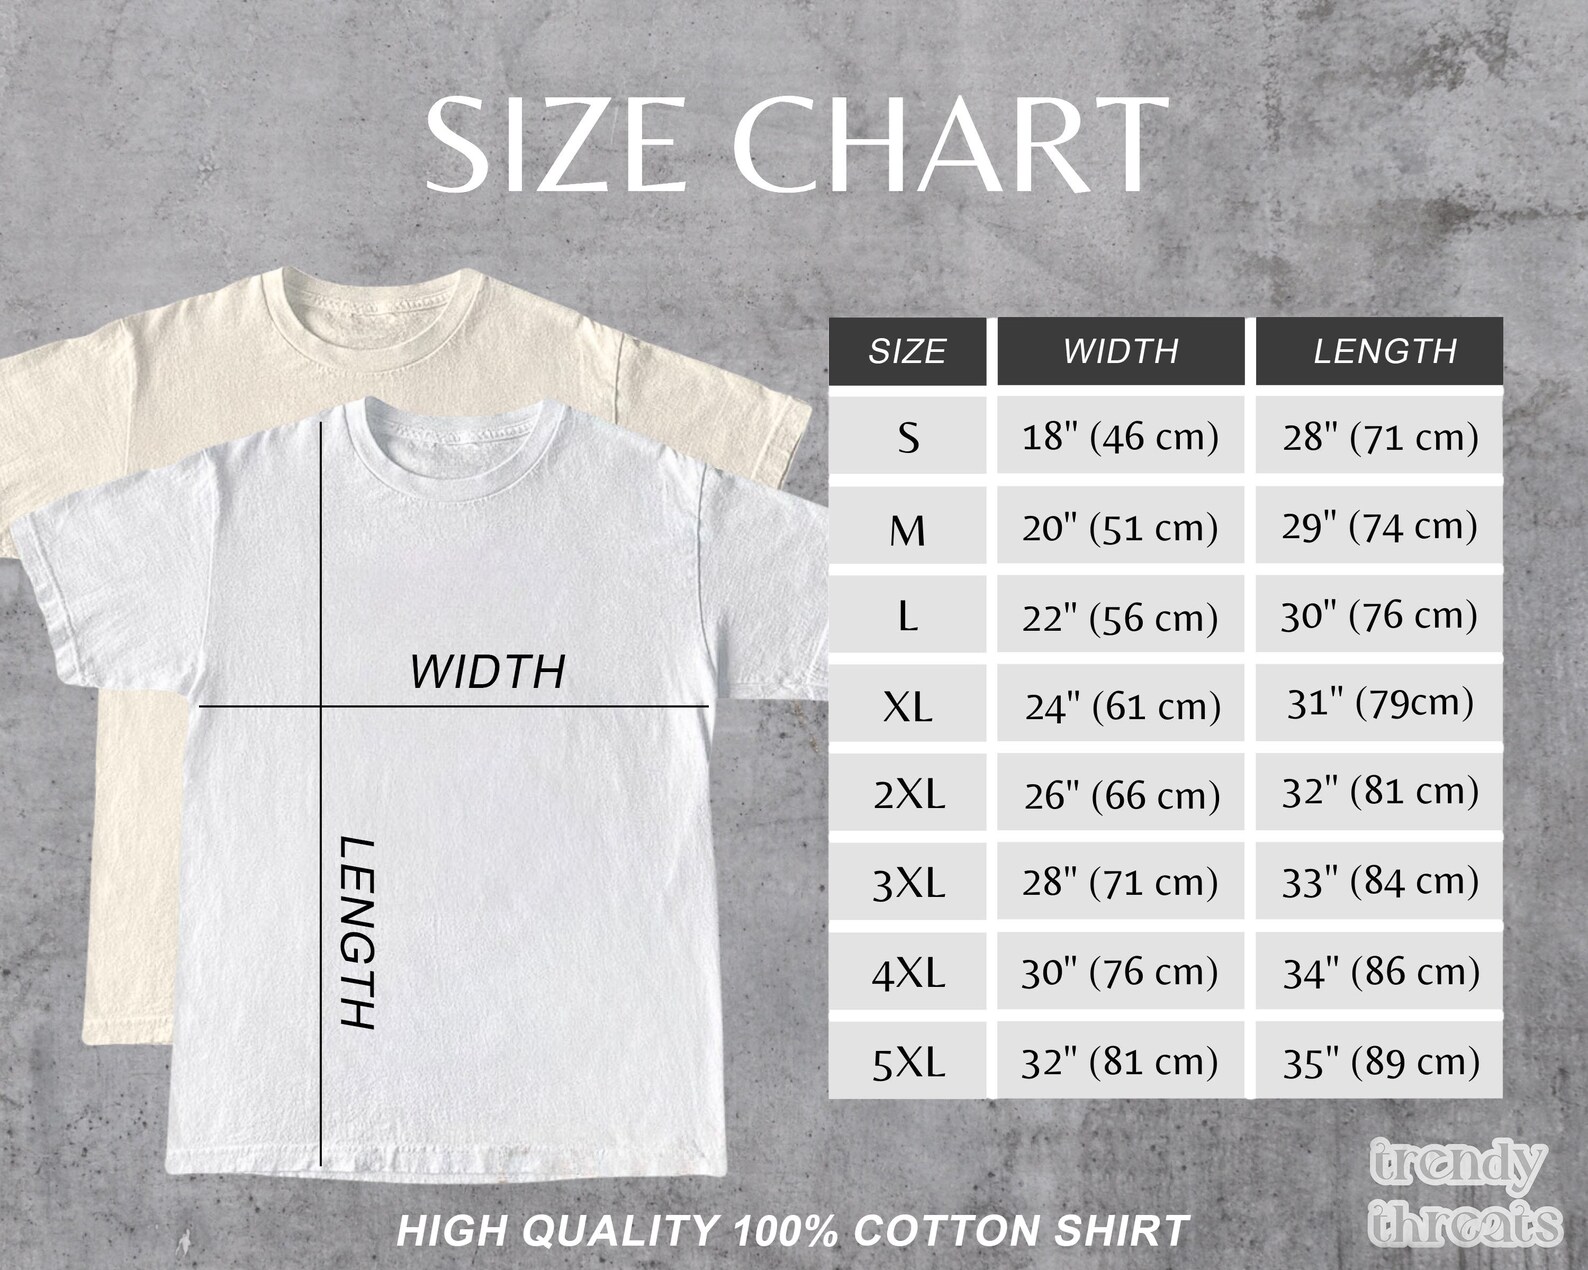 SIZE CHART
SIZE WIDTH LENGTH
S 18" (46 cm) 28" (71 cm)
M 20" (51 cm) 29" (74 cm)
L 22" (56 cm) 30" (76 cm)
XL 24" (61 cm) 31" (79cm)
2XL 26" (66 cm) 32" (81 cm)
3XL 28" (71 cm) 33" (84 cm)
4XL 30" (76 cm) 34" (86 cm)
5XL 32" (81 cm) 35" (89 cm)
WIDTH
LENGTH
HIGH QUALITY 100% COTTON SHIRT
trendy
threats